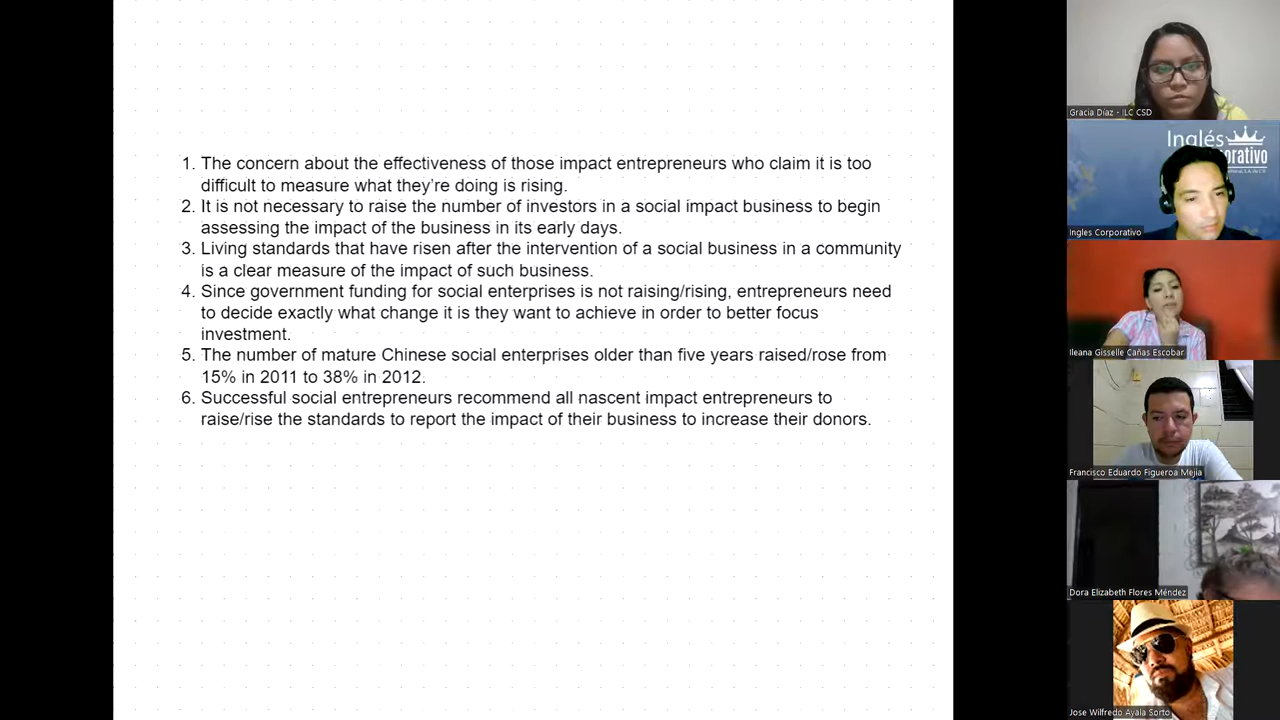 1. The concern about the effectiveness of those impact entrepreneurs who claim it is too
difficult to measure what they're doing is rising.
2. It is not necessary to raise the number of investors in a social impact business to begin
assessing the impact of the business in its early days.
3. Living standards that have risen after the intervention of a social business in a community
is a clear measure of the impact of such business.
4. Since government funding for social enterprises is not raising/rising, entrepreneurs need
to decide exactly what change it is they want to achieve in order to better focus
investment.
5. The number of mature Chinese social enterprises older than five years raised/rose from
15% in 2011 to 38% in 2012.
6. Successful social entrepreneurs recommend all nascent impact entrepreneurs to
raise/rise the standards to report the impact of their business to increase their donors.
Gracia Díaz - ILC CSD
Inglés
Ingles Corporativo
Ileana Gisselle Cañas Escobar
Francisco Eduardo Figueroa Mejia
Dora Elizabeth Flores Méndez
Jose Wilfredo Ayala Sorto